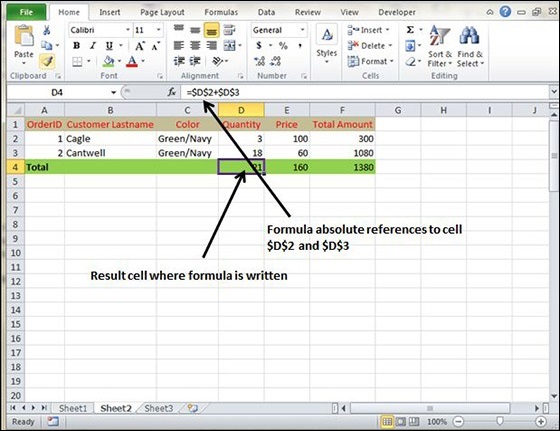 File Home Insert Page Layout Formulas Data Review View Developer
Paste Calibri 11 General Styles Insert Sort & Find &
B I U $ % , Delete Filter Select
Format
Clipboard Font Alignment Number Cells Editing
D4 fx =$D$2+$D$3
A B C D E F G H I
1 OrderID Customer Lastname Color Quantity Price Total Amount
2 1 Cagle Green/Navy 3 100 300
3 2 Cantwell Green/Navy 18 60 1080
4 Total 21 160 1380
5
6
7
Formula absolute references to cell
8
$D$2 and $D$3
9
10
Result cell where formula is written
11
12
13
14
15
16
17
18
19
20
Sheet1 Sheet2 Sheet3
Ready 100%